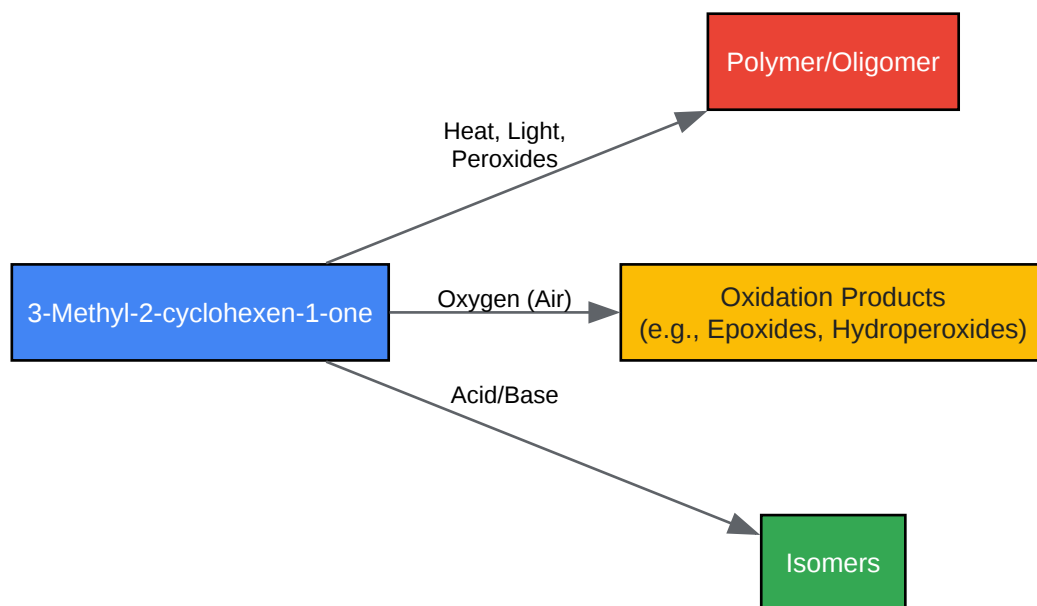 Polymer/Oligomer
Heat, Light,
Peroxides
3-Methyl-2-cyclohexen-1-one
Oxygen (Air)
Oxidation Products
(e.g., Epoxides, Hydroperoxides)
Acid/Base
Isomers